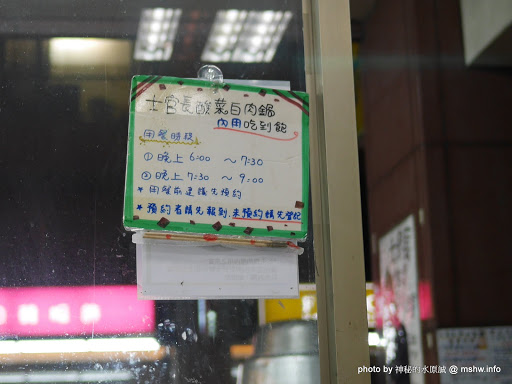 士官長酸菜白肉鍋
內用吃到飽
用餐時段
①晚上 6:00 ～ 7:30
②晚上 7:30 ～ 9:00
* 用餐前建議先預約
* 預約者請先報到,未預約請先登記
photo by 神秘的水原誠 @ mshw.info